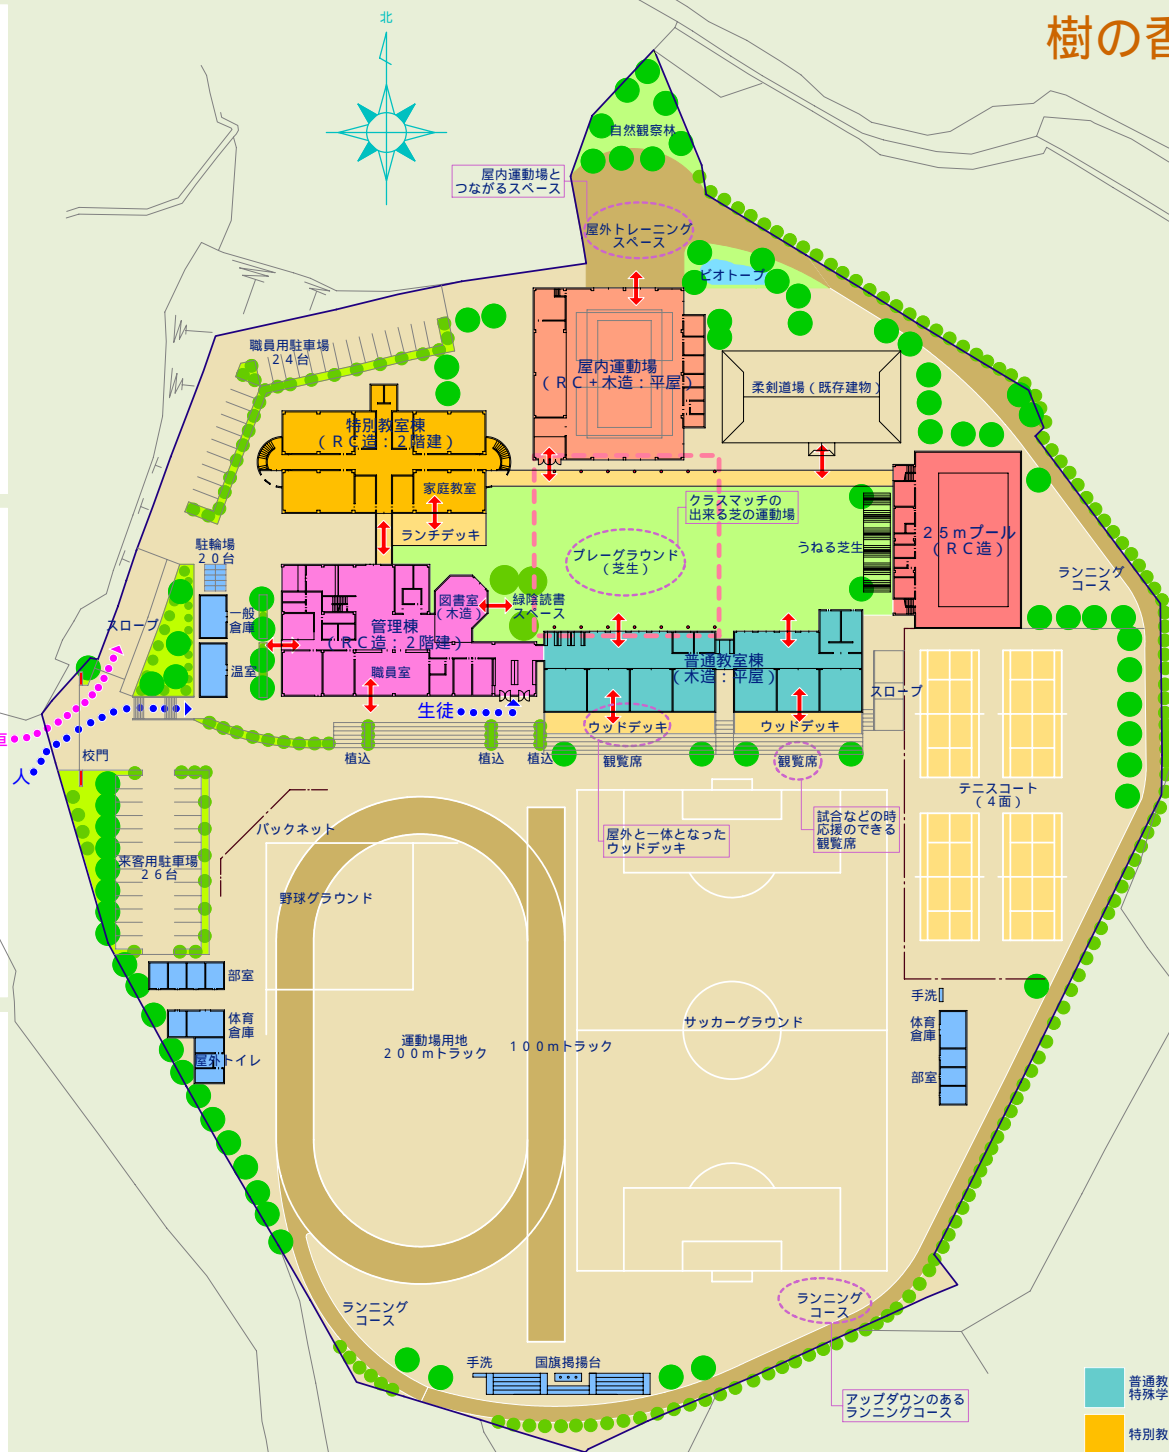 北
樹の香
自然観察林
屋内運動場と
つながるスペース
屋外トレーニング
スペース
ビオトープ
職員用駐車場
２４台
屋内運動場
（ＲＣ+木造：平屋）
柔剣道場（既存建物）
特別教室棟
（ＲＣ造：２階建）
家庭教室
ランチデッキ
クラスマッチの
出来る芝の運動場
プレーグラウンド
（芝生）
うねる芝生
２５ｍプール
（ＲＣ造）
ランニング
コース
駐輪場
２０台
スロープ
一般
倉庫
温室
図書室
（木造）
緑陰読書
スペース
管理棟
（ＲＣ造：２階建）
職員室
普通教室棟
（木造：平屋）
スロープ
生徒
ウッドデッキ
ウッドデッキ
人
校門
植込
植込
植込
観覧席
観覧席
テニスコート
（４面）
バックネット
屋外と一体となった
ウッドデッキ
試合などの時
応援のできる
観覧席
来客用駐車場
２６台
野球グラウンド
部室
体育
倉庫
屋外トイレ
運動場用地
２００ｍトラック
１００ｍトラック
サッカーグラウンド
手洗
体育
倉庫
部室
ランニング
コース
ランニング
コース
手洗
国旗掲揚台
アップダウンのある
ランニングコース
普通教
特殊学
特別教